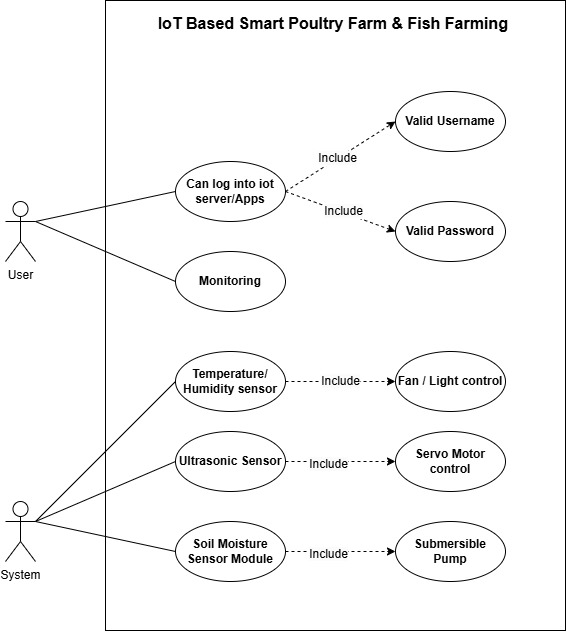 IoT Based Smart Poultry Farm & Fish Farming
Valid Username
Include
Can log into iot
server/Apps
Include
Valid Password
User
Monitoring
Temperature/
Humidity sensor
Include
Fan / Light control
Ultrasonic Sensor
Include
Servo Motor
control
System
Soil Moisture
Sensor Module
Include
Submersible
Pump